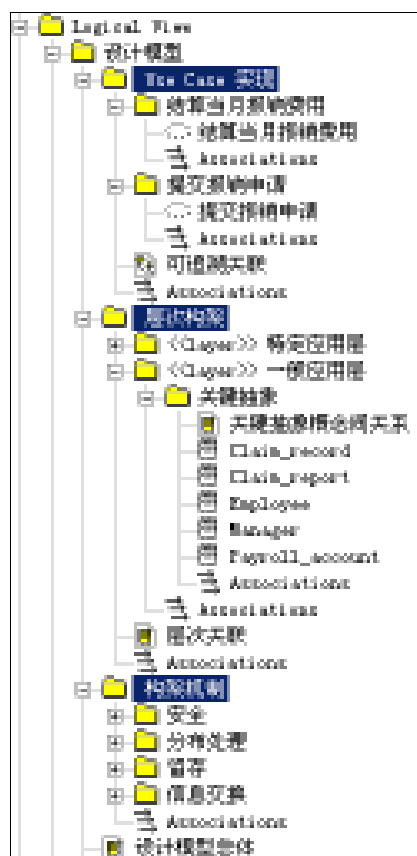 Logical View
设计模型
Use Case 实现
结算当月报销费用
结算当月报销费用
Associations
提交报销申请
提交报销申请
Associations
可追溯关联
Associations
层次构架
<<layer>> 特定应用层
<<layer>> 一般应用层
关键抽象
关键抽象概念间关系
Claim_record
Claim_report
Employee
Manager
Payroll_account
Associations
Associations
层次关联
Associations
构架机制
安全
分布处理
留存
信息交换
Associations
设计模型总体